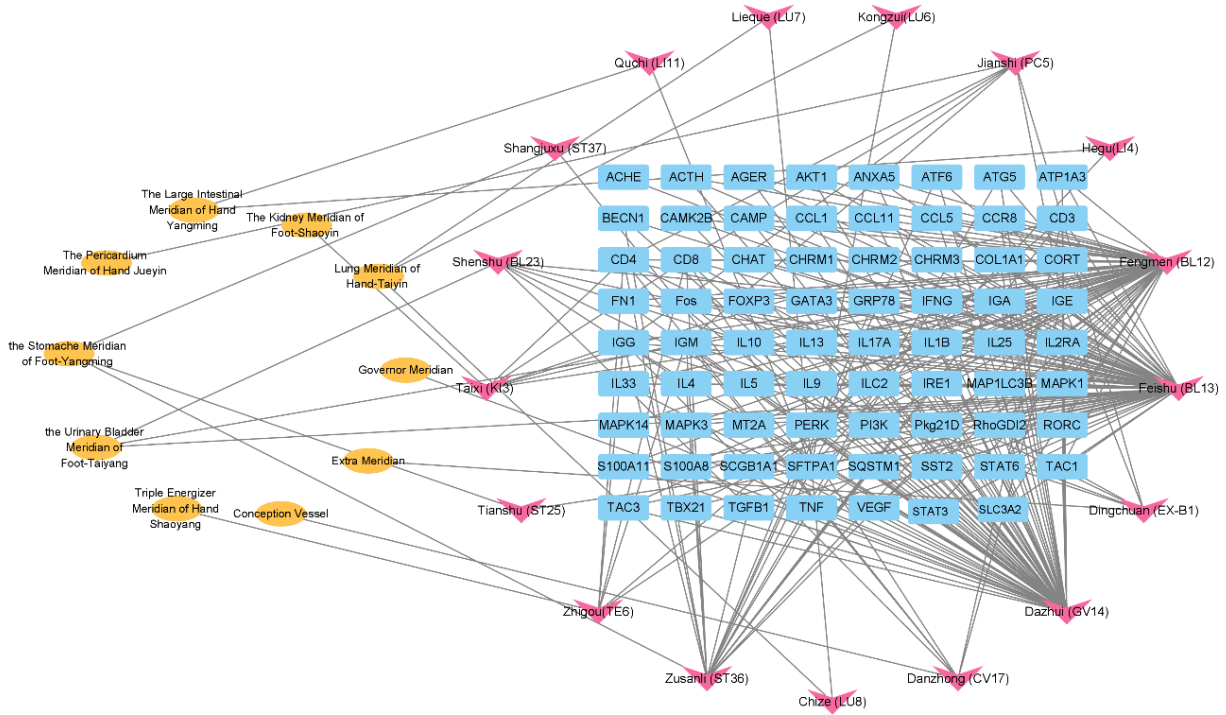 Lieque (LU7)
Kongzui(LU6)
Quchi (LI11)
Jianshi (PC5)
Shangjuxu (ST37)
Hegu(LI4)
The Large Intestinal
Meridian of Hand
Yangming
The Kidney Meridian of
Foot-Shaoyin
The Pericardium
Meridian of Hand Jueyin
Lung Meridian of
Hand-Taiyin
Shenshu (BL23)
Fengmen (BL12)
the Stomache Meridian
of Foot-Yangming
Governor Meridian
Taixi (KI3)
Feishu (BL13)
the Urinary Bladder
Meridian of
Foot-Taiyang
Extra Meridian
Triple Energizer
Meridian of Hand
Shaoyang
Conception Vessel
Tianshu (ST25)
Dingchuan (EX-B1)
Zhigou(TE6)
Dazhui (GV14)
Zusanli (ST36)
Danzhong (CV17)
Chize (LU8)
ACHE ACTH AGER AKT1 ANXA5 ATF6 ATG5 ATP1A3
BECN1 CAMK2B CAMP CCL1 CCL11 CCL5 CCR8 CD3
CD4 CD8 CHAT CHRM1 CHRM2 CHRM3 COL1A1 CORT
FN1 Fos FOXP3 GATA3 GRP78 IFNG IGA IGE
IGG IGM IL10 IL13 IL17A IL1B IL25 IL2RA
IL33 IL4 IL5 IL9 ILC2 IRE1 MAP1LC3B MAPK1
MAPK14 MAPK3 MT2A PERK PI3K Pkg21D RhoGDI2 RORC
S100A11 S100A8 SCGB1A1 SFTPA1 SQSTM1 SST2 STAT6 TAC1
TAC3 TBX21 TGFB1 TNF VEGF STAT3 SLC3A2